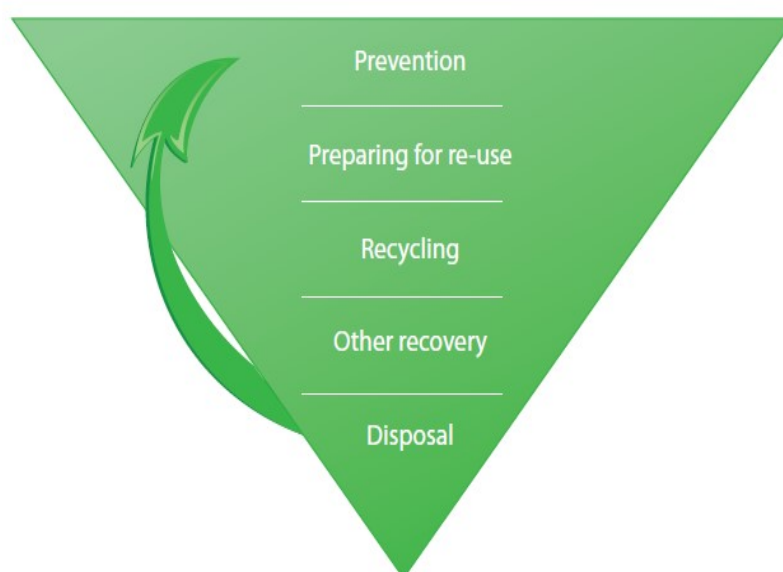 Prevention
Preparing for re-use
Recycling
Other recovery
Disposal